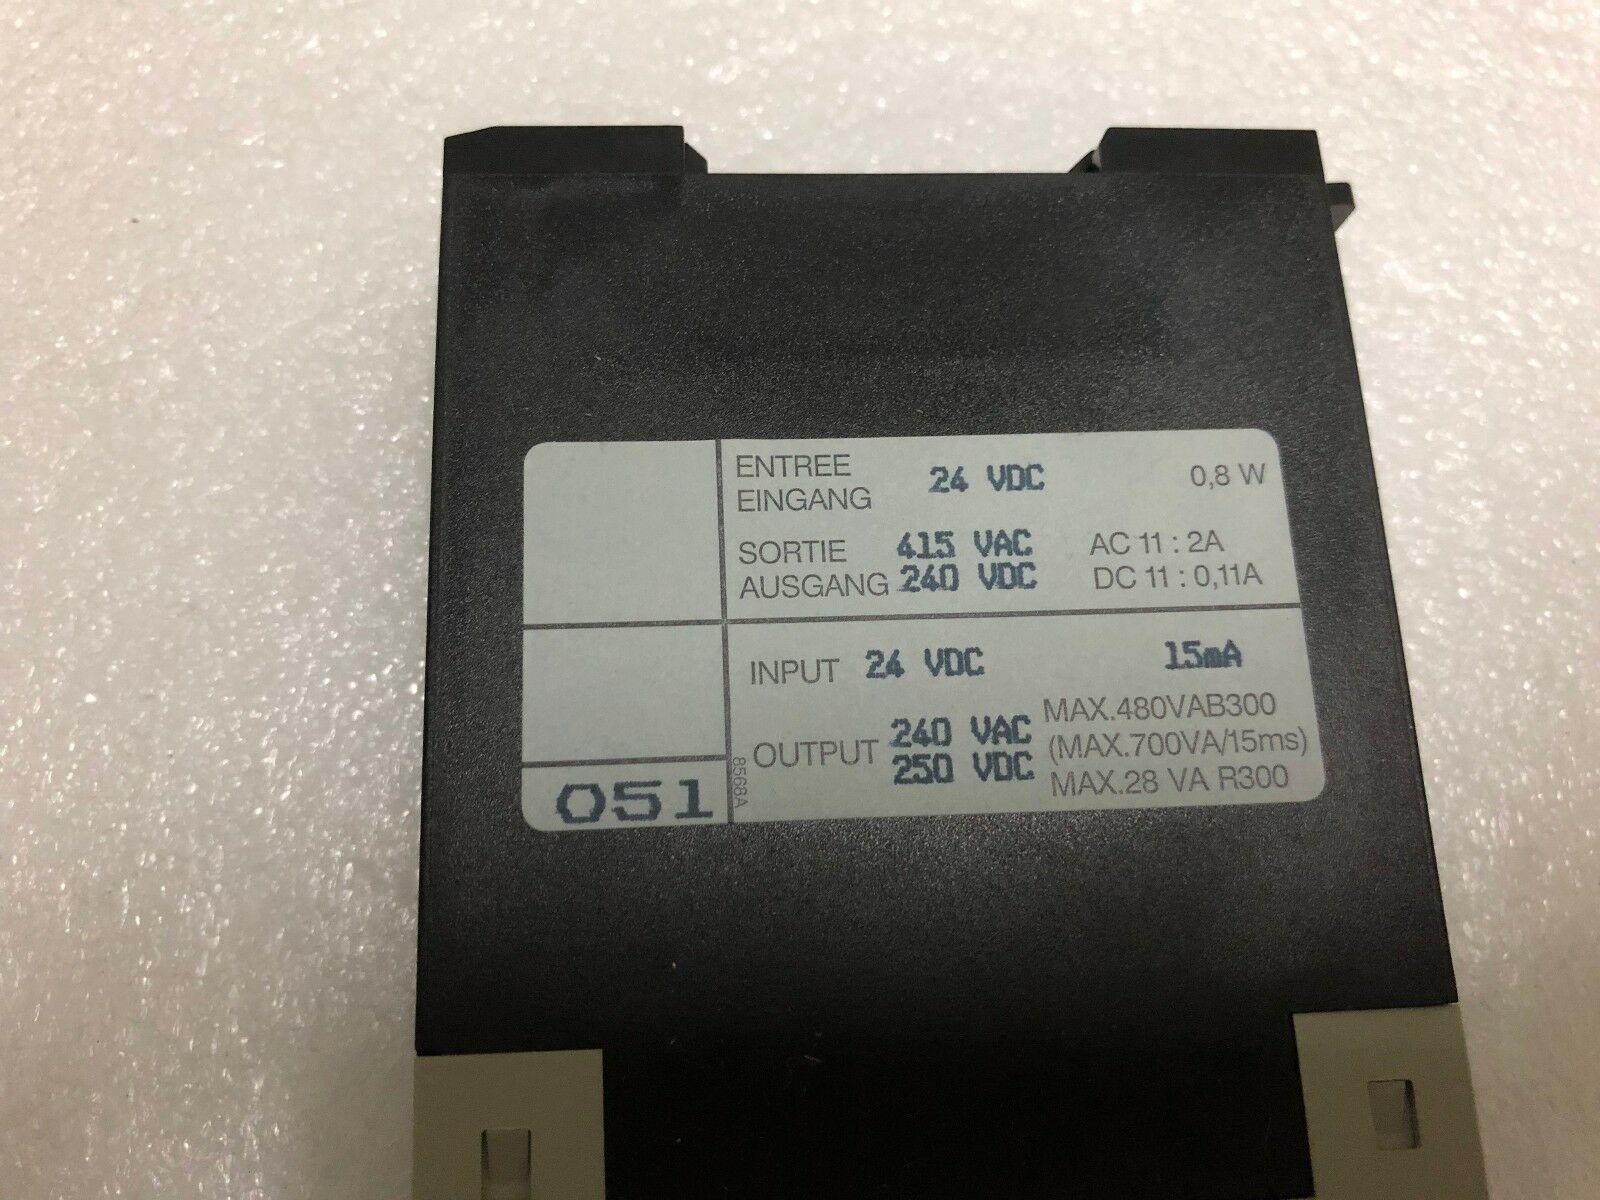 ENTREE
EINGANG 24 VDC 0,8 W
SORTIE 415 VAC AC 11 : 2A
AUSGANG 240 VDC DC 11 : 0,11A
INPUT 24 VDC 15mA
OUTPUT 240 VAC MAX.480VAB300
250 VDC (MAX.700VA/15ms)
MAX.28 VA R300
8568A
051